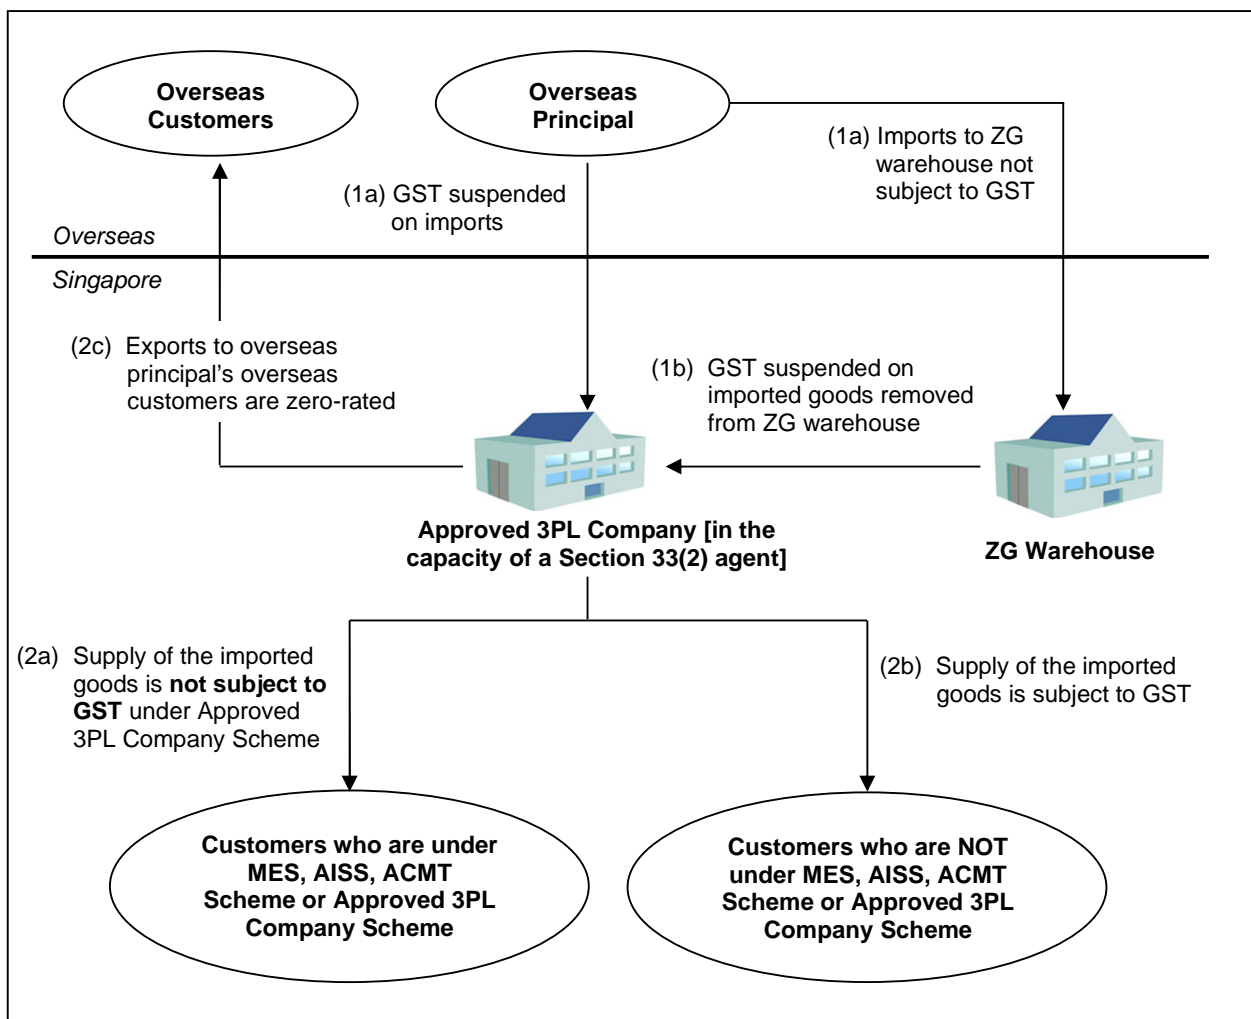 Overseas
Customers
Overseas
Principal
(1a) Imports to ZG
warehouse not
subject to GST
(1a) GST suspended
on imports
Overseas
Singapore
(2c) Exports to overseas
principal's overseas
customers are zero-rated
(1b) GST suspended on
imported goods removed
from ZG warehouse
Approved 3PL Company [in the
capacity of a Section 33(2) agent]
ZG Warehouse
(2a) Supply of the imported
goods is not subject to
GST under Approved
3PL Company Scheme
(2b) Supply of the imported
goods is subject to GST
Customers who are under
MES, AISS, ACMT
Scheme or Approved 3PL
Company Scheme
Customers who are NOT
under MES, AISS, ACMT
Scheme or Approved 3PL
Company Scheme